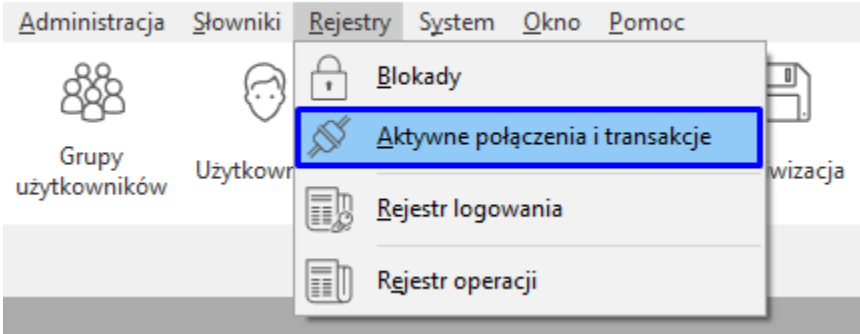 Administracja Słowniki Rejestry System Okno Pomoc
Blokady
Aktywne połączenia i transakcje
Grupy
użytkowników
Rejestr logowania
Rejestr operacji